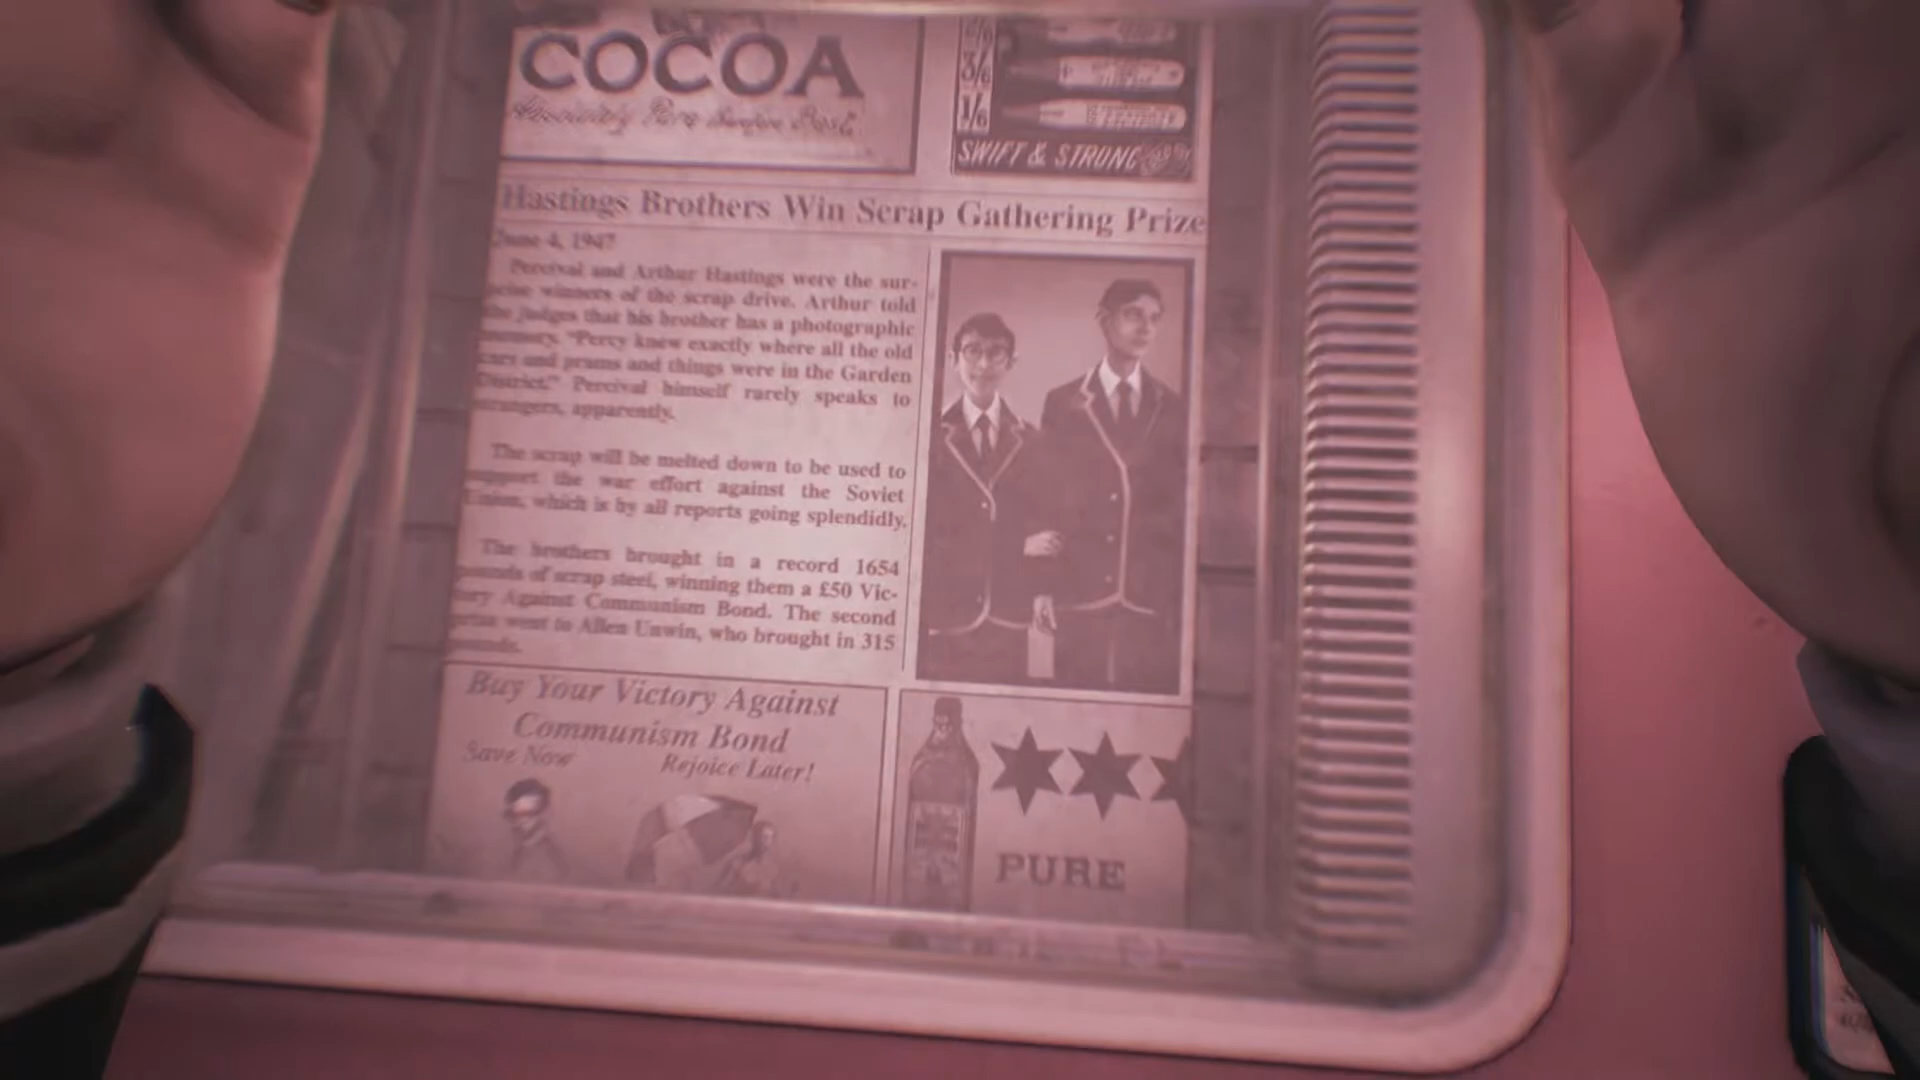 COCOA
Absolutely Pure
3/6
1/6
SWIFT & STRONG
Hastings Brothers Win Scrap Gathering Prize
June 4, 1947
Percival and Arthur Hastings were the sur-
prise winners of the scrap drive. Arthur told
the judges that his brother has a photographic
memory. "Percy knew exactly where all the old
cars and prams and things were in the Garden
District." Percival himself rarely speaks to
strangers, apparently.
The scrap will be melted down to be used to
support the war effort against the Soviet
Union, which is by all reports going splendidly.
The brothers brought in a record 1654
pounds of scrap steel, winning them a £50 Vic-
tory Against Communism Bond. The second
prize went to Allen Unwin, who brought in 315
pounds.
Buy Your Victory Against
Communism Bond
Save Now
Rejoice Later!
PURE